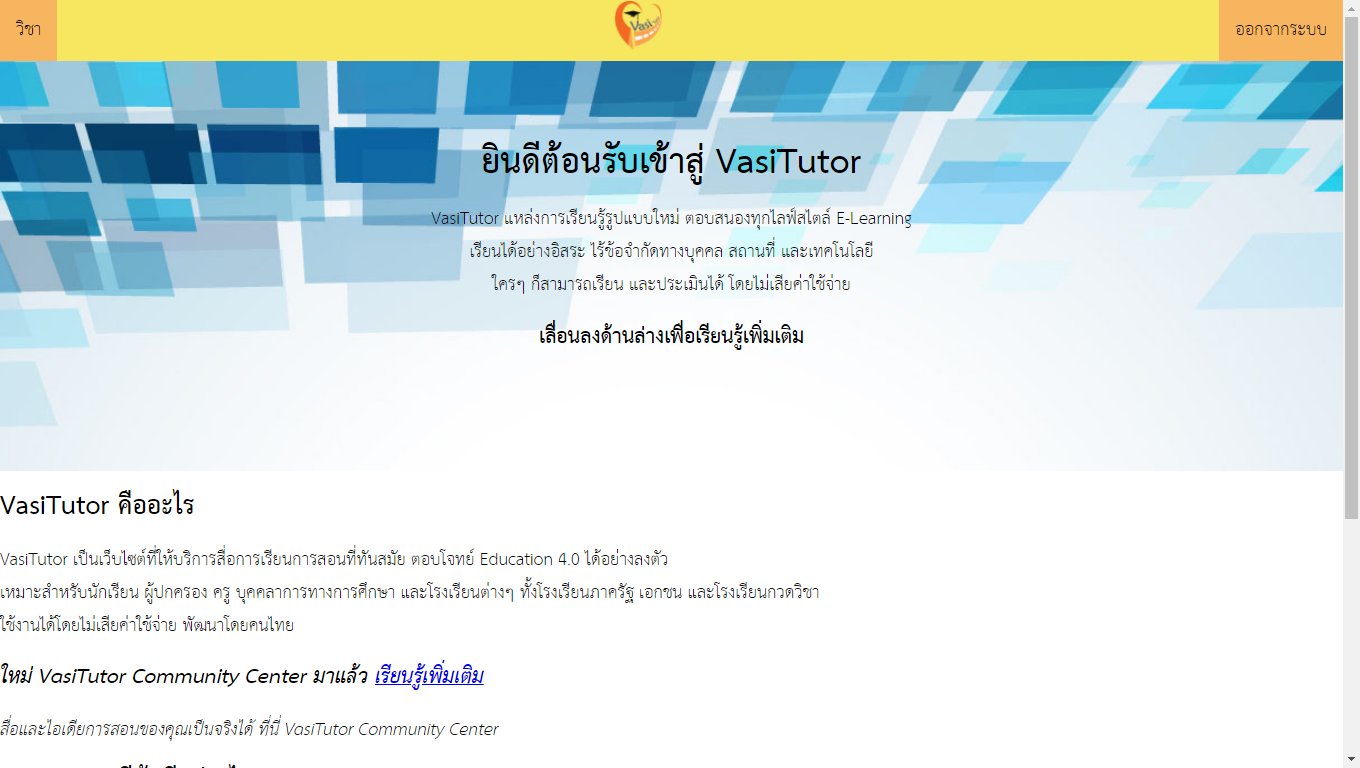 วิชา
Vasi
ออกจากระบบ
ยินดีต้อนรับเข้าสู่ VasiTutor
VasiTutor แหล่งการเรียนรู้รูปแบบใหม่ ตอบสนองทุกไลฟ์สไตล์ E-Learning
เรียนได้อย่างอิสระ ไร้ข้อจำกัดทางบุคคล สถานที่ และเทคโนโลยี
ใครๆ ก็สามารถเรียน และประเมินได้ โดยไม่เสียค่าใช้จ่าย
เลื่อนลงด้านล่างเพื่อเรียนรู้เพิ่มเติม
VasiTutor คืออะไร
VasiTutor เป็นเว็บไซต์ที่ให้บริการสื่อการเรียนการสอนที่ทันสมัย ตอบโจทย์ Education 4.0 ได้อย่างลงตัว
เหมาะสำหรับนักเรียน ผู้ปกครอง ครู บุคคลาการทางการศึกษา และโรงเรียนต่างๆ ทั้งโรงเรียนภาครัฐ เอกชน และโรงเรียนกวดวิชา
ใช้งานได้โดยไม่เสียค่าใช้จ่าย พัฒนาโดยคนไทย
ใหม่ VasiTutor Community Center มาแล้ว เรียนรู้เพิ่มเติม
สื่อและไอเดียการสอนของคุณเป็นจริงได้ ที่นี่ VasiTutor Community Center